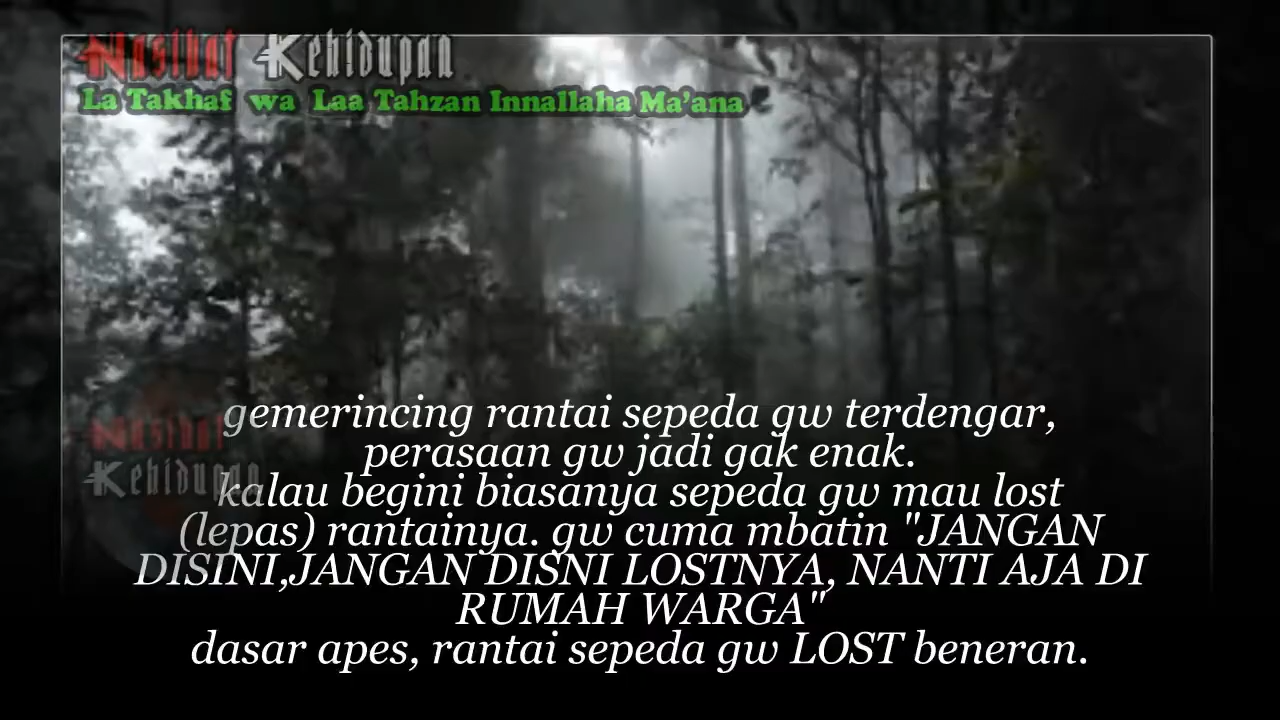 Nasihat Kehidupan
La Takhaf wa Laa Tahzan Innallaha Ma'ana
gemerincing rantai sepeda gw terdengar,
perasaan gw jadi gak enak.
Nasihat
Kehidupan
kalau begini biasanya sepeda gw mau lost
(lepas) rantainya. gw cuma mbatin "JANGAN
DISINI,JANGAN DISNI LOSTNYA, NANTI AJA DI
RUMAH WARGA"
dasar apes, rantai sepeda gw LOST beneran.